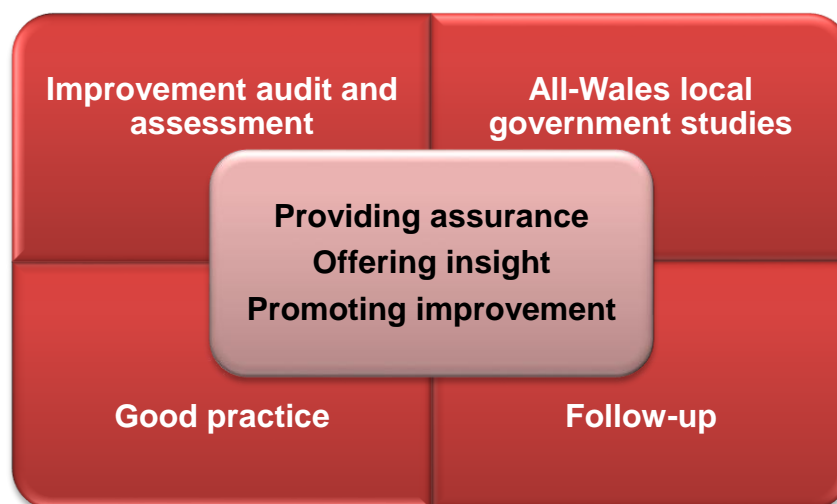 Improvement audit and
assessment
All-Wales local
government studies
Providing assurance
Offering insight
Promoting improvement
Good practice
Follow-up